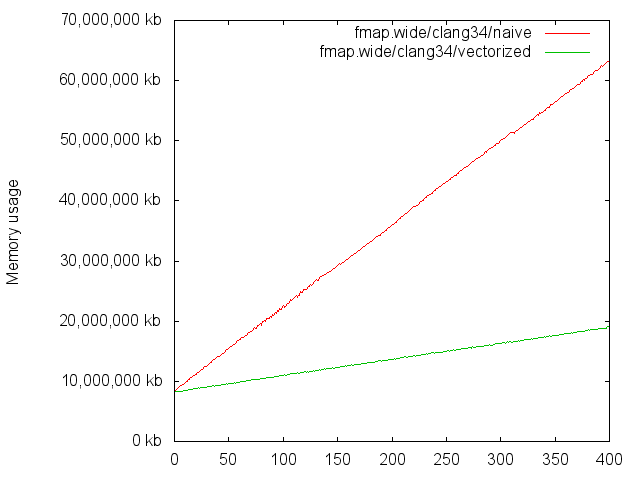 70,000,000 kb
fmap.wide/clang34/naive
fmap.wide/clang34/vectorized
60,000,000 kb
50,000,000 kb
40,000,000 kb
Memory usage
30,000,000 kb
20,000,000 kb
10,000,000 kb
0 kb
0 50 100 150 200 250 300 350 400